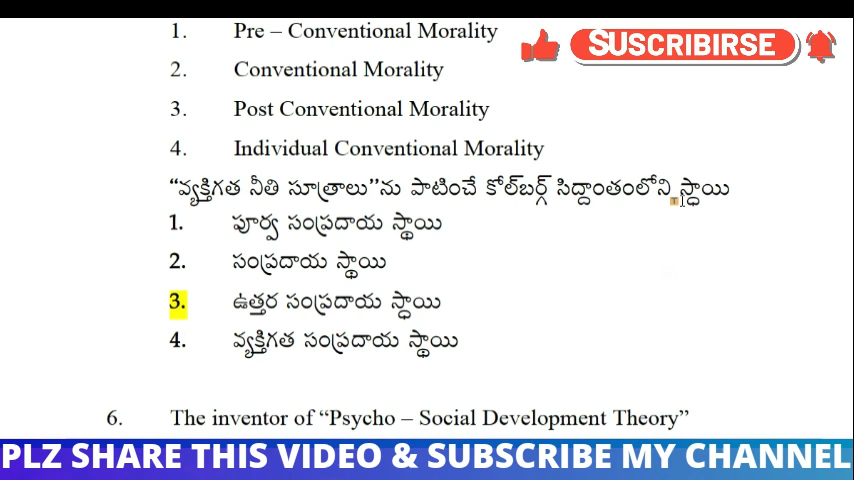 1. Pre – Conventional Morality
SUSCRIBIRSE
2. Conventional Morality
3. Post Conventional Morality
4. Individual Conventional Morality
“వ్యక్తిగత నీతి సూత్రాలు”ను పాటించే కోల్‌బర్గ్ సిద్దాంతంలోని స్థాయి
1. పూర్వ సంప్రదాయ స్థాయి
2. సంప్రదాయ స్థాయి
3. ఉత్తర సంప్రదాయ స్థాయి
4. వ్యక్తిగత సంప్రదాయ స్థాయి
6. The inventor of “Psycho – Social Development Theory”
PLZ SHARE THIS VIDEO & SUBSCRIBE MY CHANNEL